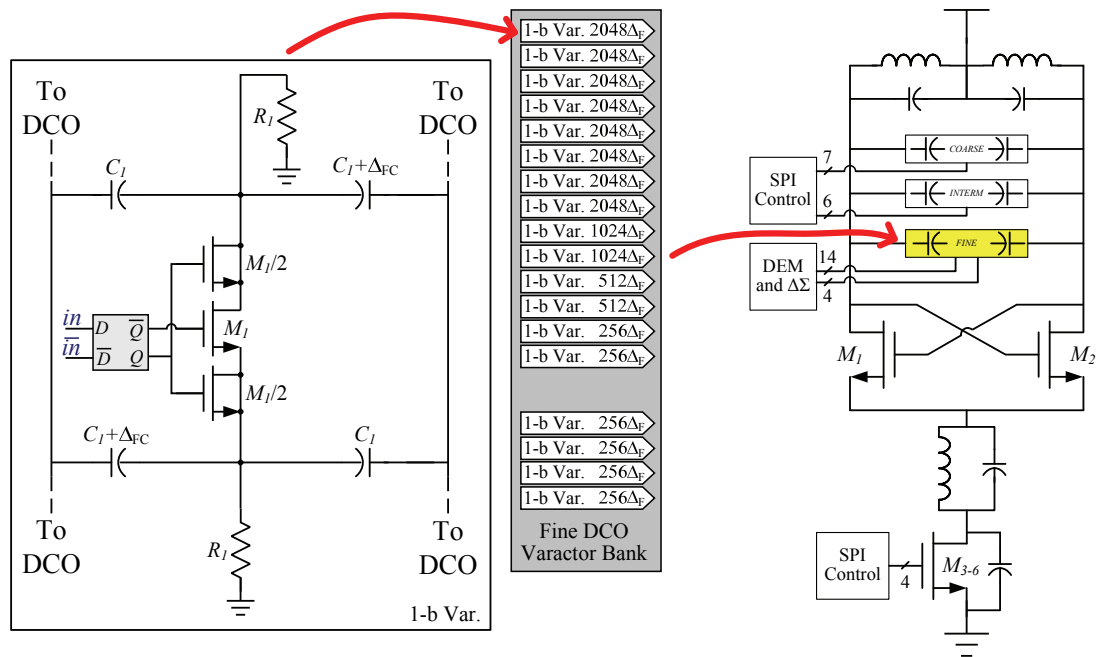 To
DCO
To
DCO
R1
C1
C1+ΔFC
M1/2
in
in̅
D Q̅
D̅ Q
M1
M1/2
C1+ΔFC
C1
To
DCO
R1
To
DCO
1-b Var.
1-b Var. 2048ΔF
1-b Var. 2048ΔF
1-b Var. 2048ΔF
1-b Var. 2048ΔF
1-b Var. 2048ΔF
1-b Var. 2048ΔF
1-b Var. 2048ΔF
1-b Var. 2048ΔF
1-b Var. 1024ΔF
1-b Var. 1024ΔF
1-b Var. 512ΔF
1-b Var. 512ΔF
1-b Var. 256ΔF
1-b Var. 256ΔF
1-b Var. 256ΔF
1-b Var. 256ΔF
1-b Var. 256ΔF
1-b Var. 256ΔF
Fine DCO
Varactor Bank
COARSE
SPI
Control
7
6
INTERM
FINE
DEM
and ΔΣ
14
4
M1
M2
SPI
Control
4
M3-6